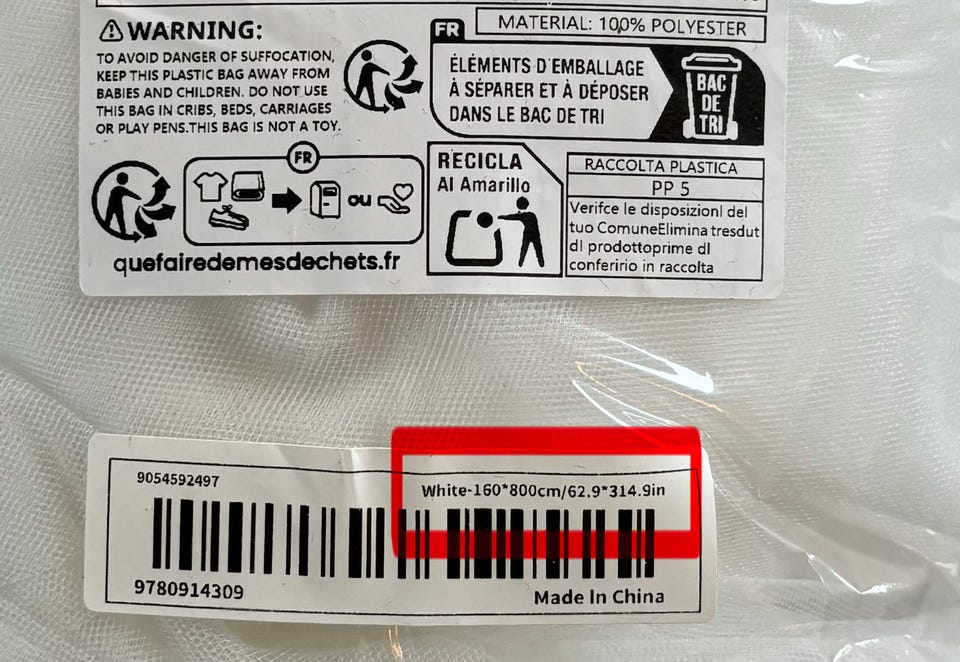 WARNING:
TO AVOID DANGER OF SUFFOCATION,
KEEP THIS PLASTIC BAG AWAY FROM
BABIES AND CHILDREN. DO NOT USE
THIS BAG IN CRIBS, BEDS, CARRIAGES
OR PLAY PENS.THIS BAG IS NOT A TOY.
MATERIAL: 100% POLYESTER
FR
ÉLÉMENTS D'EMBALLAGE
À SÉPARER ET À DÉPOSER
DANS LE BAC DE TRI
BAC
DE
TRI
FR
ou
quefairedemesdechets.fr
RECICLA
Al Amarillo
RACCOLTA PLASTICA
PP 5
Verifce le disposizionI del
tuo ComuneElimina tresdut
dI prodottoprime dI
conferirio in raccolta
9054592497
White-160*800cm/62.9*314.9in
9780914309
Made In China